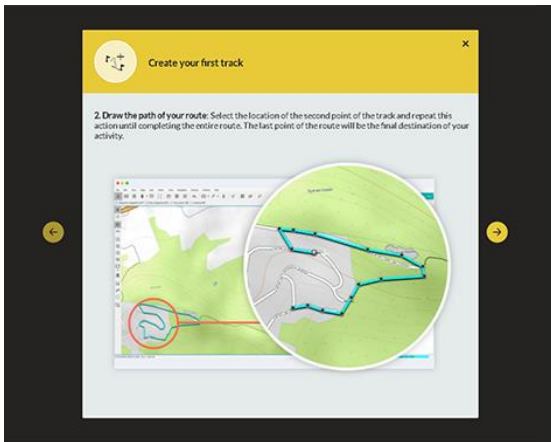 Create your first track
2. Draw the path of your route: Select the location of the second point of the track and repeat this
action until completing the entire route. The last point of the route will be the final destination of your
activity.